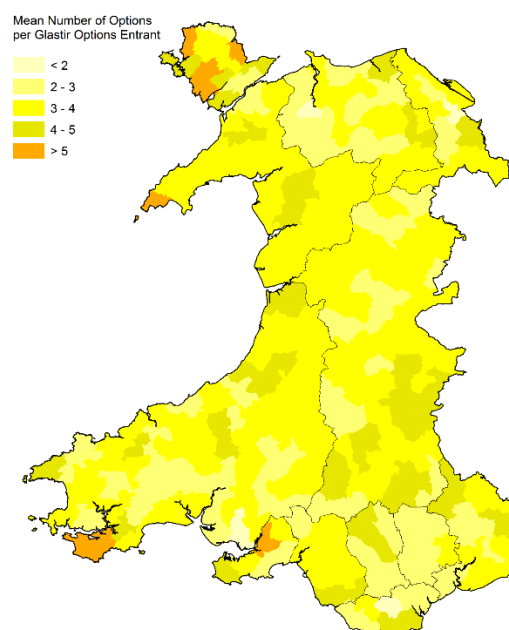 Mean Number of Options
per Glastir Options Entrant
< 2
2 - 3
3 - 4
4 - 5
> 5